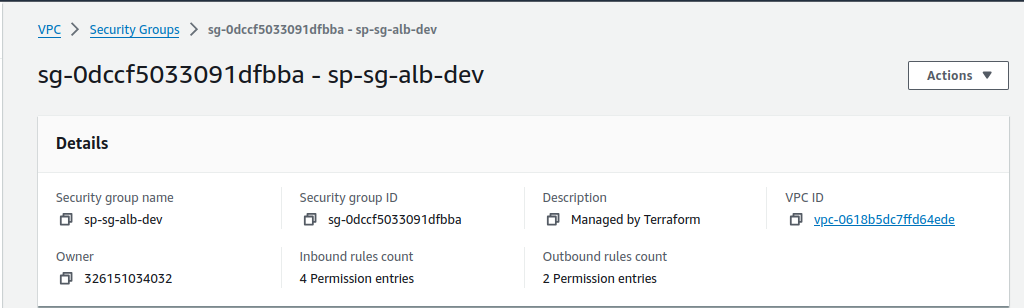 VPC > Security Groups > sg-0dccf5033091dfbba - sp-sg-alb-dev
sg-0dccf5033091dfbba - sp-sg-alb-dev
Actions
Details
Security group name
sp-sg-alb-dev
Security group ID
sg-0dccf5033091dfbba
Description
Managed by Terraform
VPC ID
vpc-0618b5dc7ffd64ede
Owner
326151034032
Inbound rules count
4 Permission entries
Outbound rules count
2 Permission entries